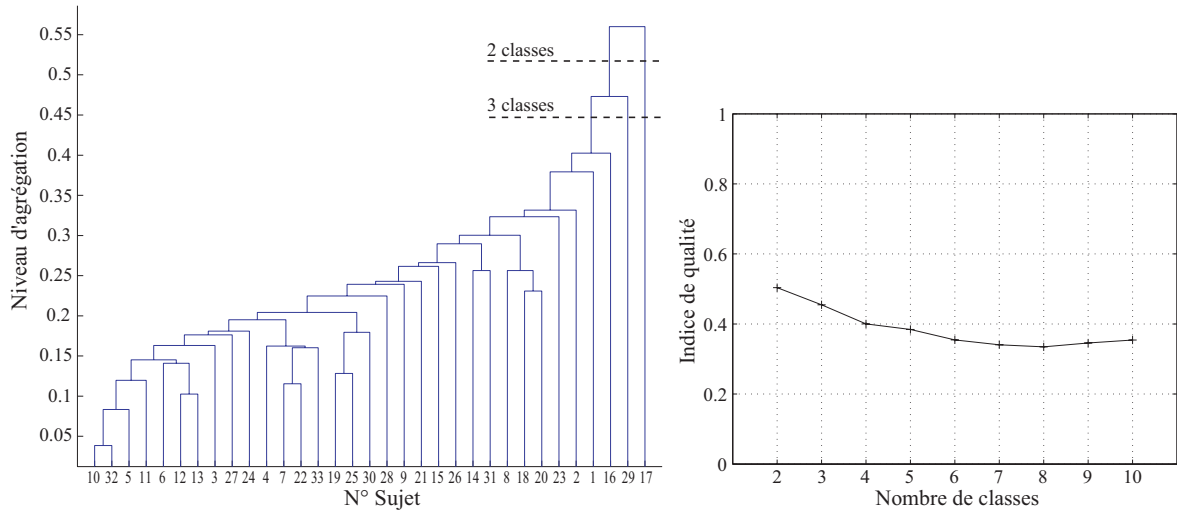 0.55
2 classes
0.5
3 classes
0.45
0.4
0.35
0.3
0.25
0.2
0.15
0.1
0.05
Niveau d'agrégation
10 32 5 11 6 12 13 3 27 24 4 7 22 33 19 25 30 28 9 21 15 26 14 31 8 18 20 23 2 1 16 29 17
N° Sujet
1
0.8
0.6
0.4
0.2
0
Indice de qualité
2 3 4 5 6 7 8 9 10
Nombre de classes